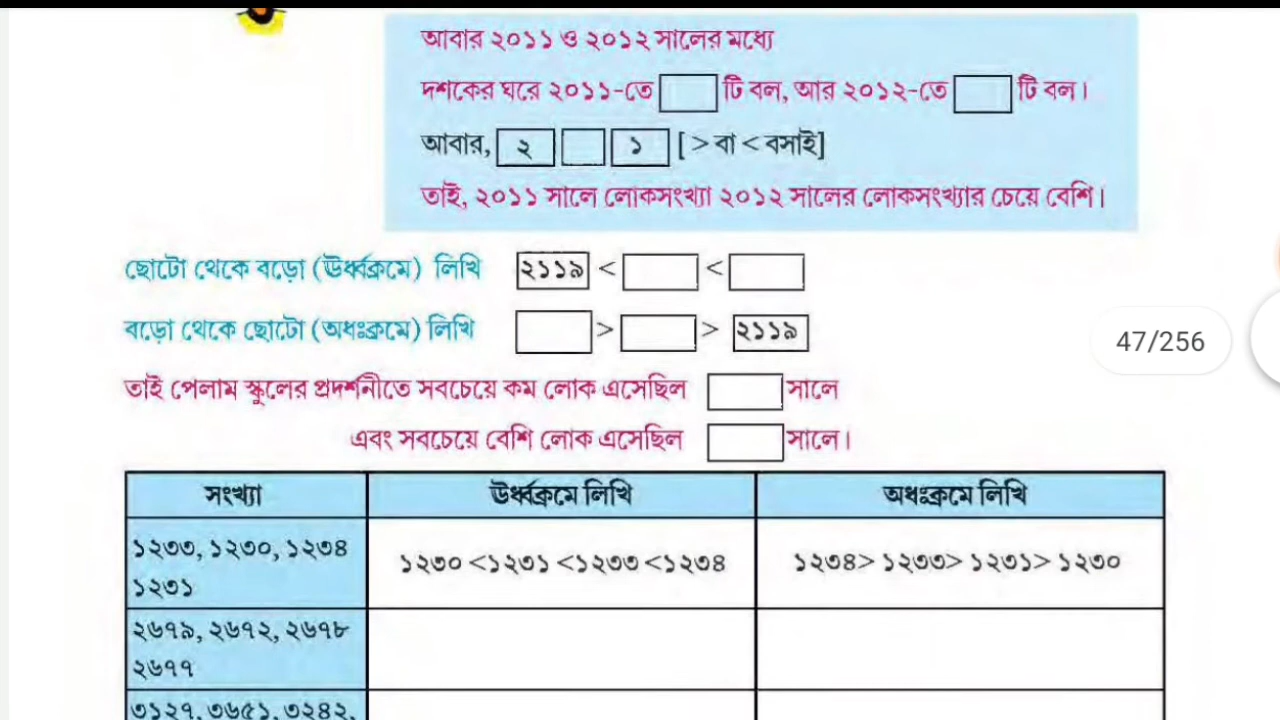 আবার ২০১১ ও ২০১২ সালের মধ্যে
দশকের ঘরে ২০১১-তে টি বল, আর ২০১২-তে টি বল।
আবার, ২ ১ [ > বা < বসাই]
তাই, ২০১১ সালে লোকসংখ্যা ২০১২ সালের লোকসংখ্যার চেয়ে বেশি।
ছোটো থেকে বড়ো (ঊর্ধ্বক্রমে) লিখি ২১১৯ < <
বড়ো থেকে ছোটো (অধঃক্রমে) লিখি > > ২১১৯
47/256
তাই পেলাম স্কুলের প্রদর্শনীতে সবচেয়ে কম লোক এসেছিল সালে
এবং সবচেয়ে বেশি লোক এসেছিল সালে।
সংখ্যা ঊর্ধ্বক্রমে লিখি অধঃক্রমে লিখি
১২৩৩, ১২৩০, ১২৩৪
১২৩০ <১২৩১ <১২৩৩ <১২৩৪ ১২৩৪> ১২৩৩> ১২৩১> ১২৩০
১২৩১
২৬৭৯, ২৬৭২, ২৬৭৮
২৬৭৭
৩১২৭, ৩৬৫১, ৩২৪২,